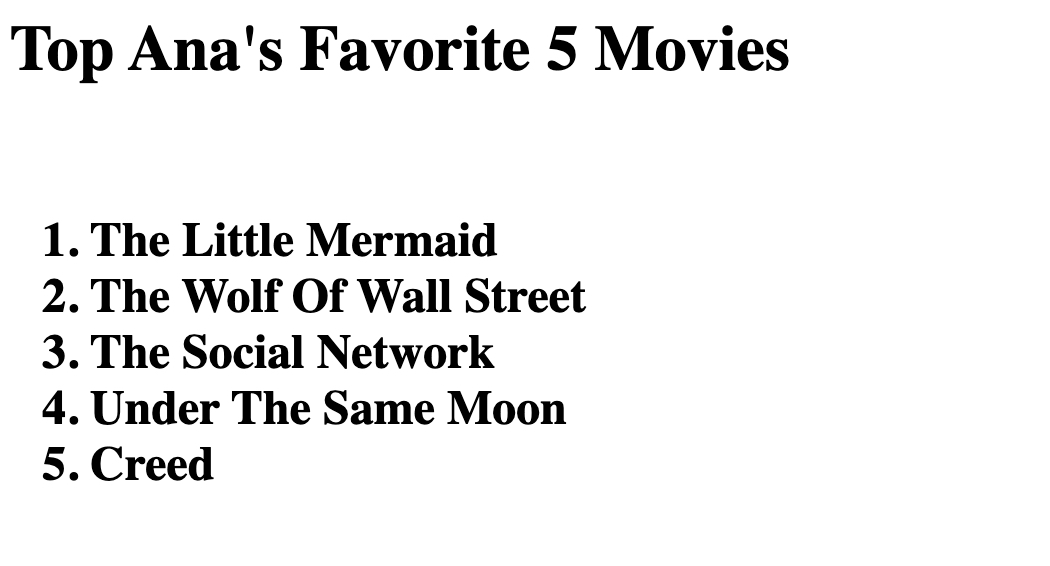 Top Ana's Favorite 5 Movies
1. The Little Mermaid
2. The Wolf Of Wall Street
3. The Social Network
4. Under The Same Moon
5. Creed